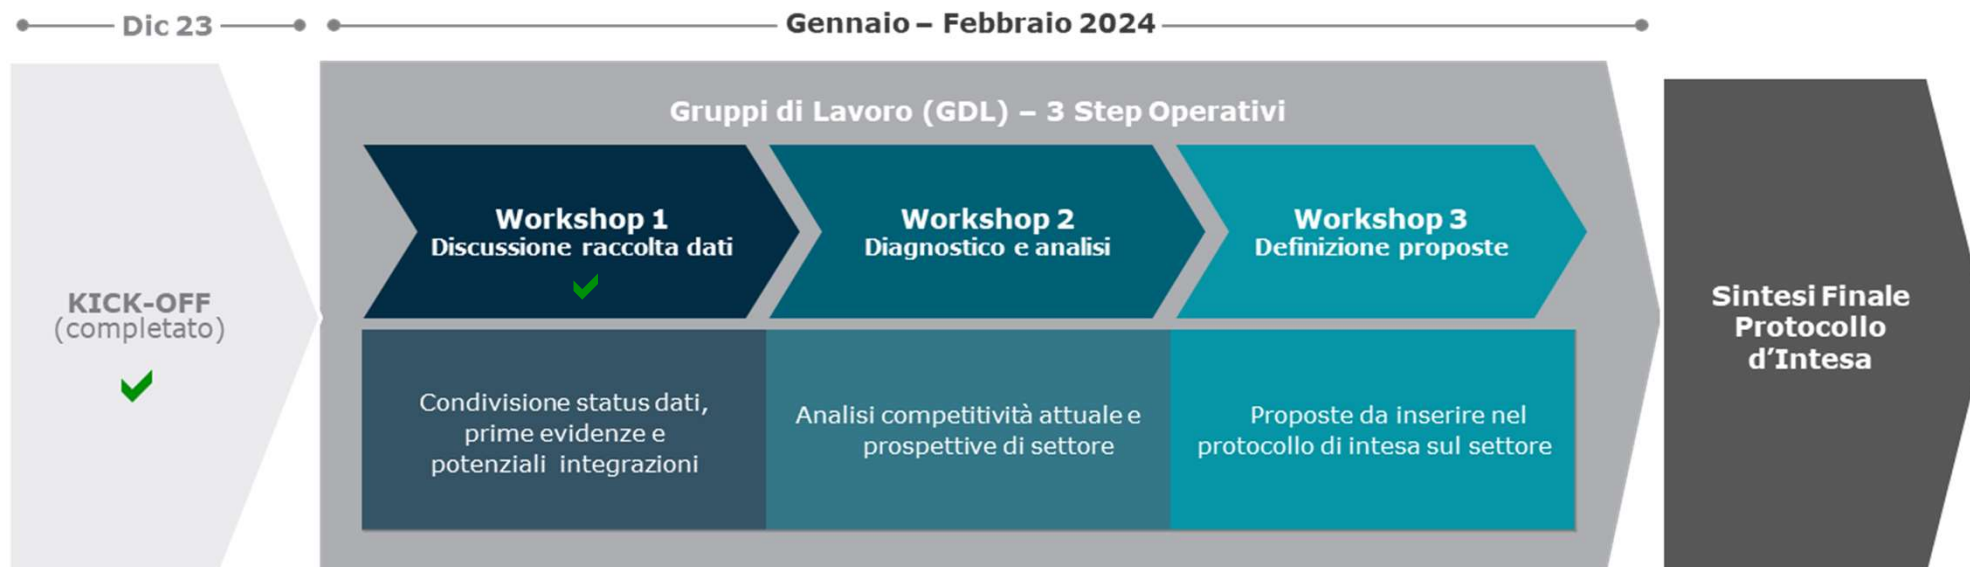 Dic 23
Gennaio – Febbraio 2024
KICK-OFF
(completato)
Gruppi di Lavoro (GDL) – 3 Step Operativi
Workshop 1
Discussione raccolta dati
Workshop 2
Diagnostico e analisi
Workshop 3
Definizione proposte
Condivisione status dati,
prime evidenze e
potenziali integrazioni
Analisi competitività attuale e
prospettive di settore
Proposte da inserire nel
protocollo di intesa sul settore
Sintesi Finale
Protocollo
d'Intesa